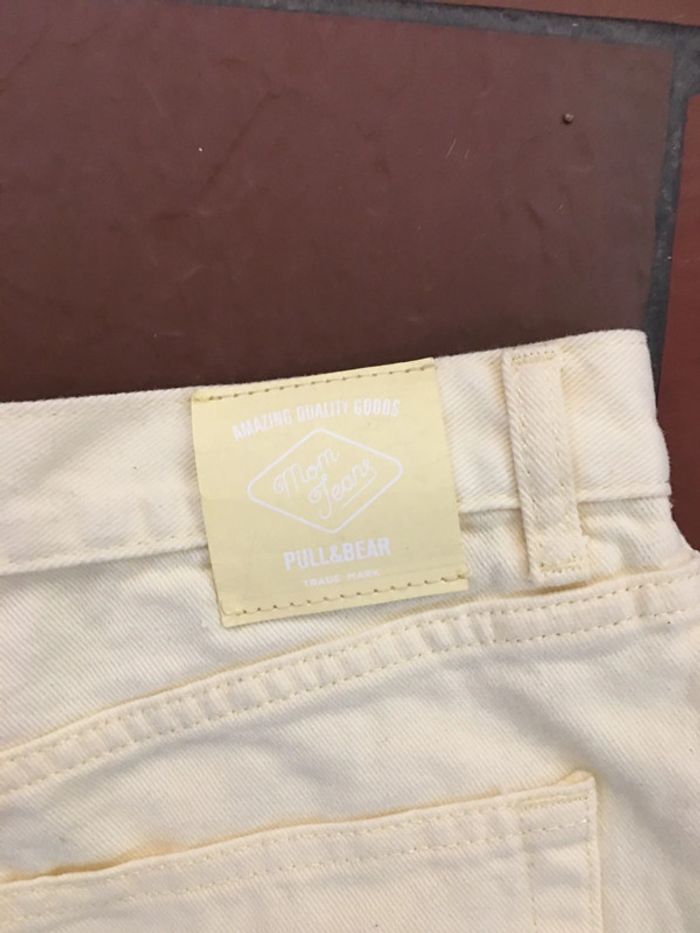 AMAZING QUALITY GOODS
Mom
Jeans
PULL&BEAR
TRADE MARK